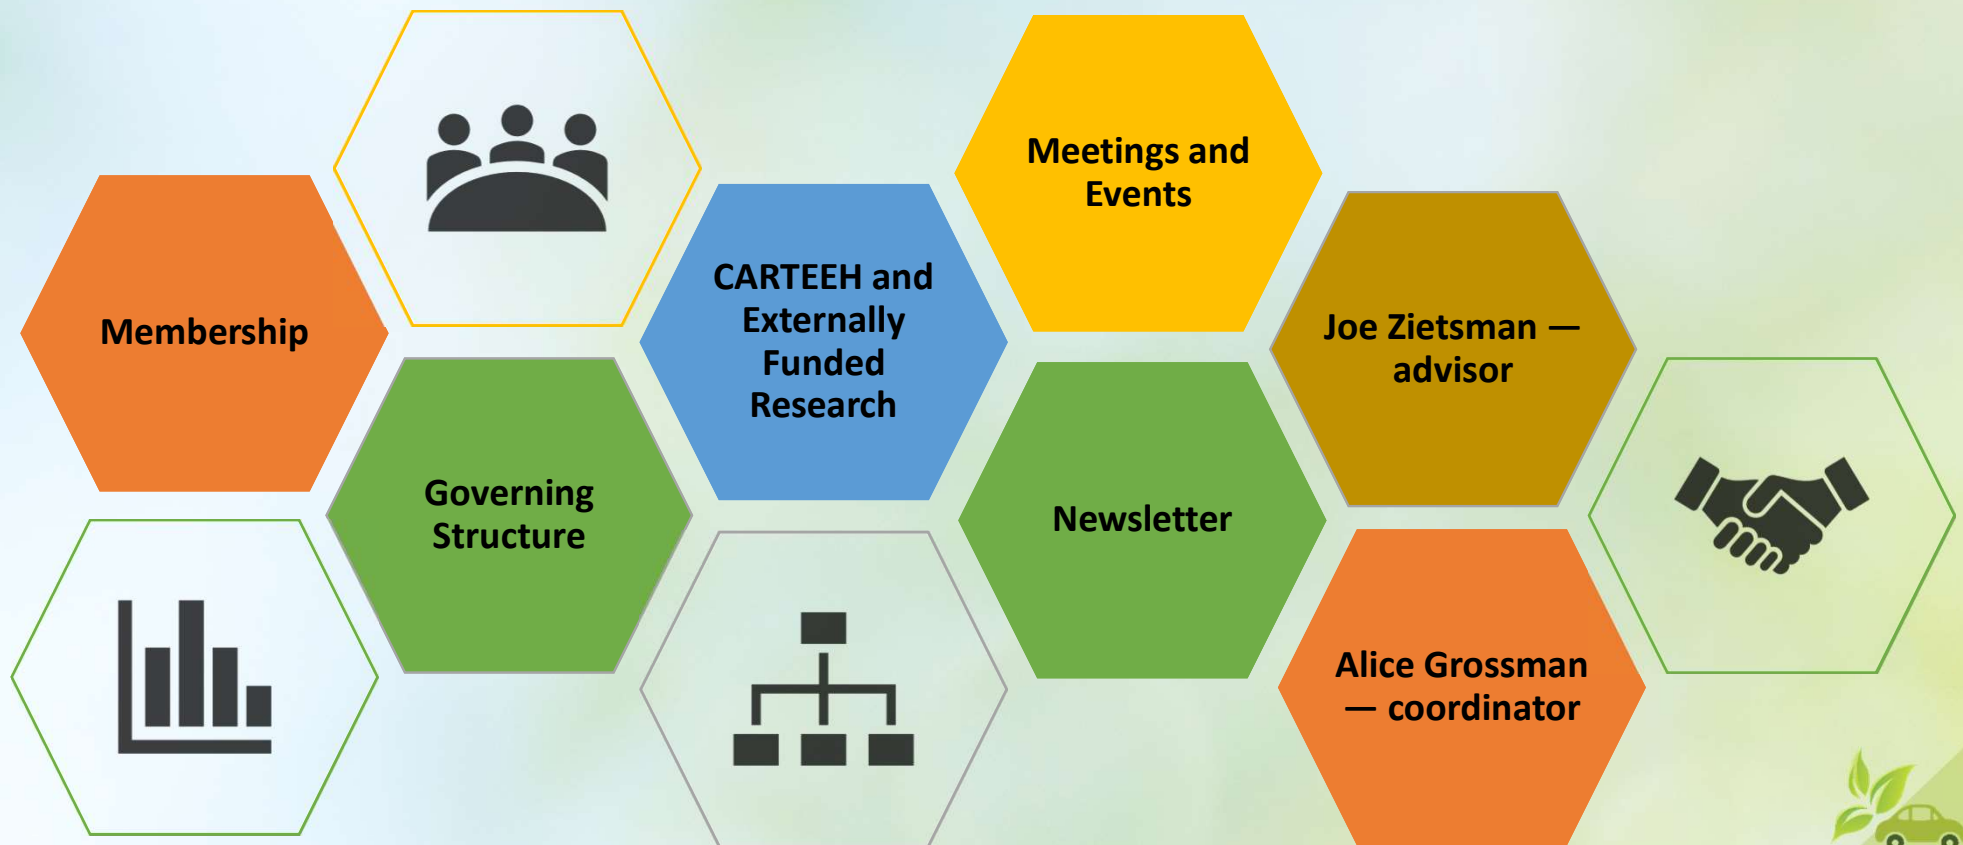 Membership
Governing
Structure
CARTEEH and
Externally
Funded
Research
Meetings and
Events
Newsletter
Joe Zietsman —
advisor
Alice Grossman
— coordinator